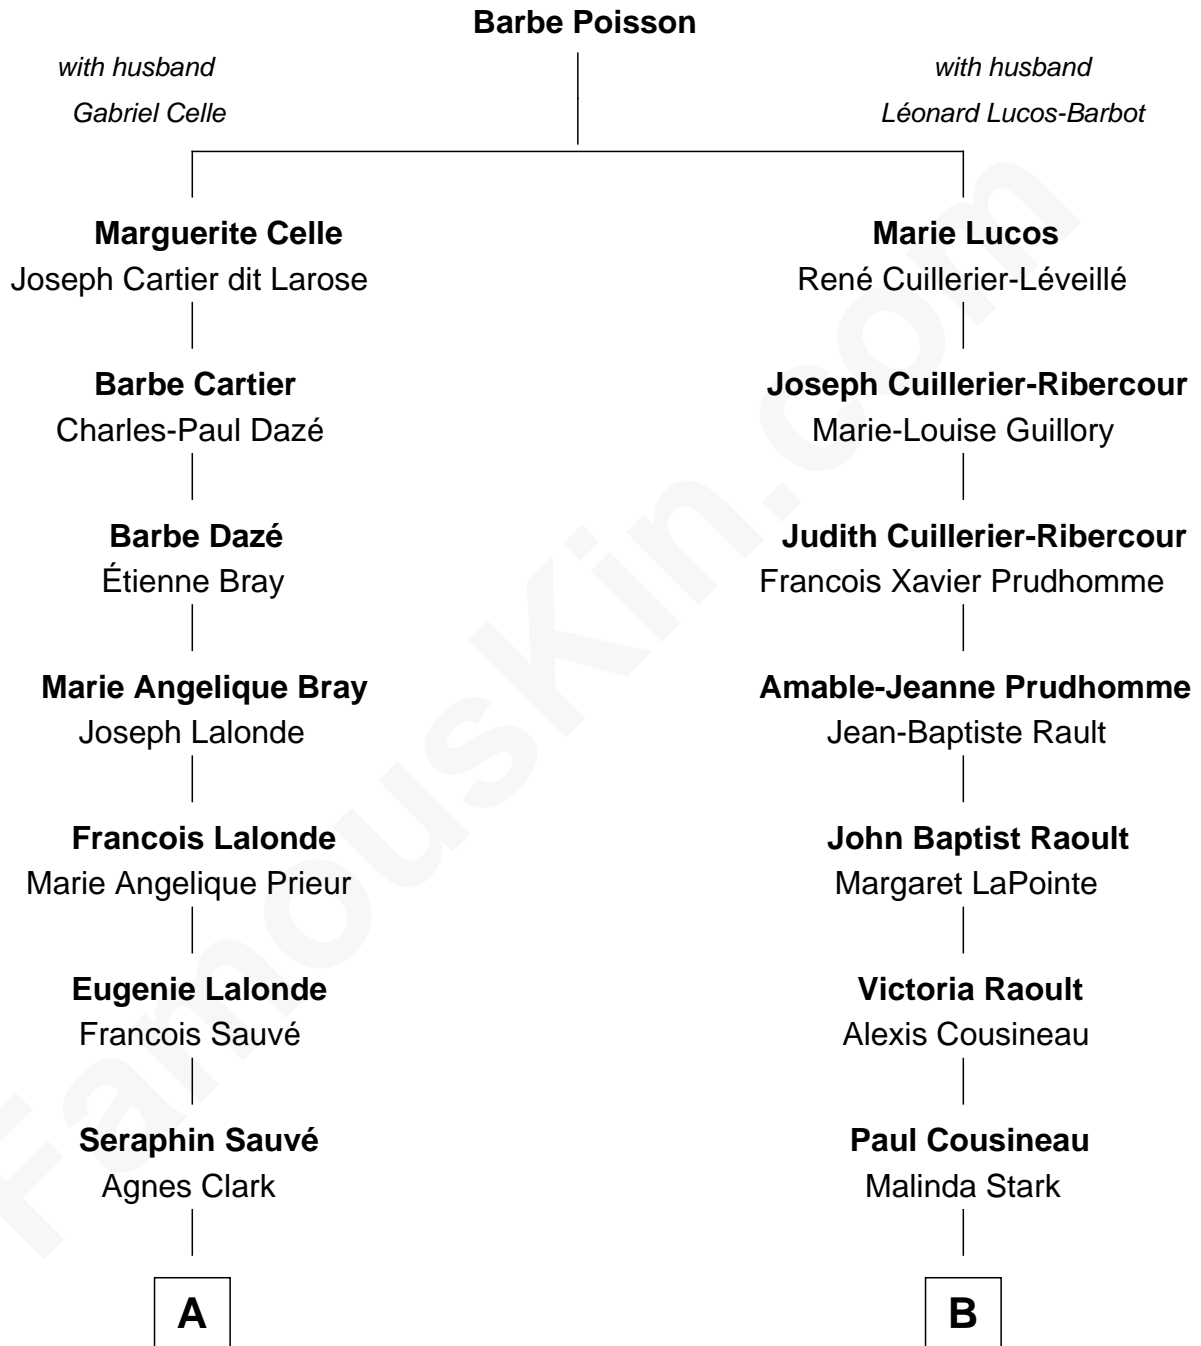 Barbe Poisson
with husband
Gabriel Celle
with husband
Léonard Lucos-Barbot
Marguerite Celle
Joseph Cartier dit Larose
Marie Lucos
René Cuillerier-Léveillé
Barbe Cartier
Charles-Paul Dazé
Joseph Cuillerier-Ribercour
Marie-Louise Guillory
Barbe Dazé
Étienne Bray
Judith Cuillerier-Ribercour
Francois Xavier Prudhomme
Marie Angelique Bray
Joseph Lalonde
Amable-Jeanne Prudhomme
Jean-Baptiste Rault
Francois Lalonde
Marie Angelique Prieur
John Baptist Raoult
Margaret LaPointe
Eugenie Lalonde
Francois Sauvé
Victoria Raoult
Alexis Cousineau
Seraphin Sauvé
Agnes Clark
Paul Cousineau
Malinda Stark
A
B
FamousKin.com